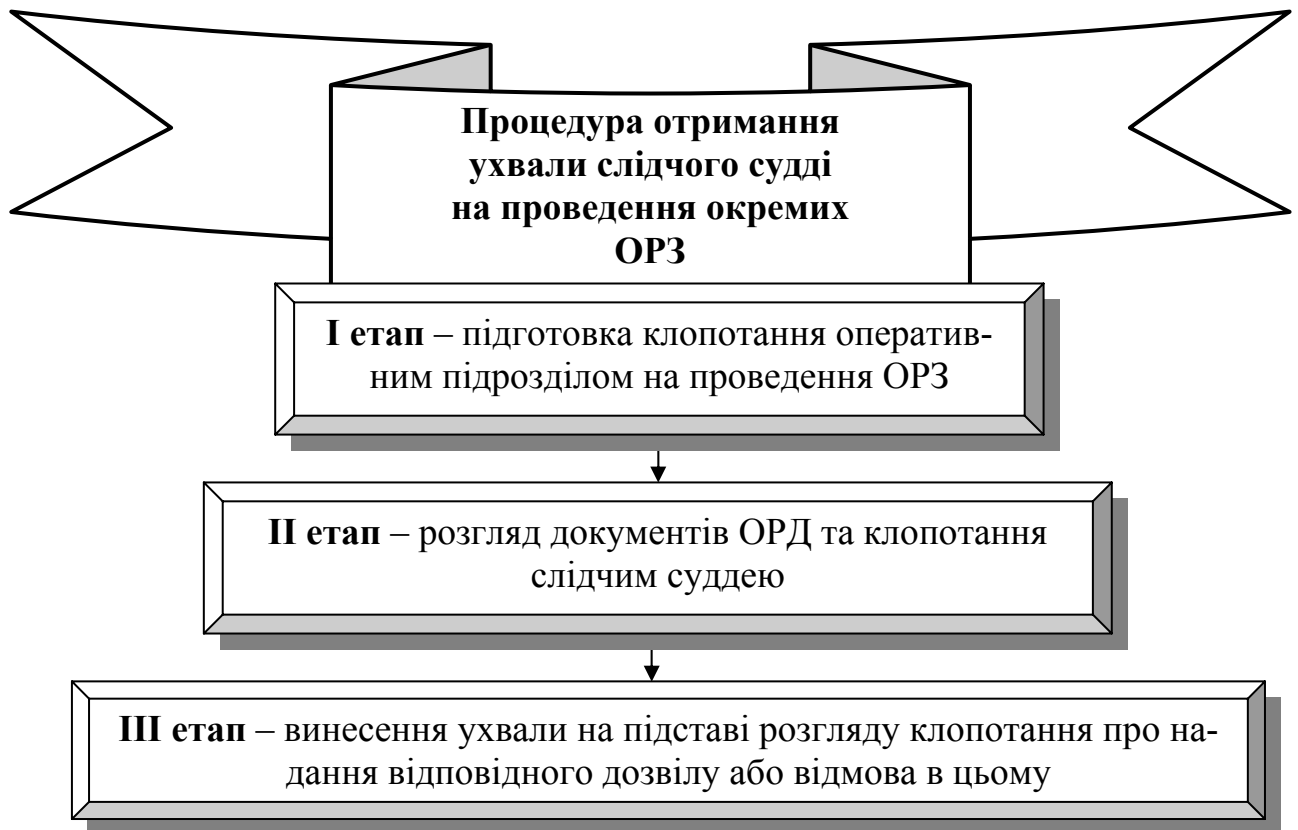 Процедура отримання
ухвали слідчого судді
на проведення окремих
ОРЗ
І етап – підготовка клопотання оператив-
ним підрозділом на проведення ОРЗ
ІІ етап – розгляд документів ОРД та клопотання
слідчим суддею
ІІІ етап – винесення ухвали на підставі розгляду клопотання про на-
дання відповідного дозвілу або відмова в цьому